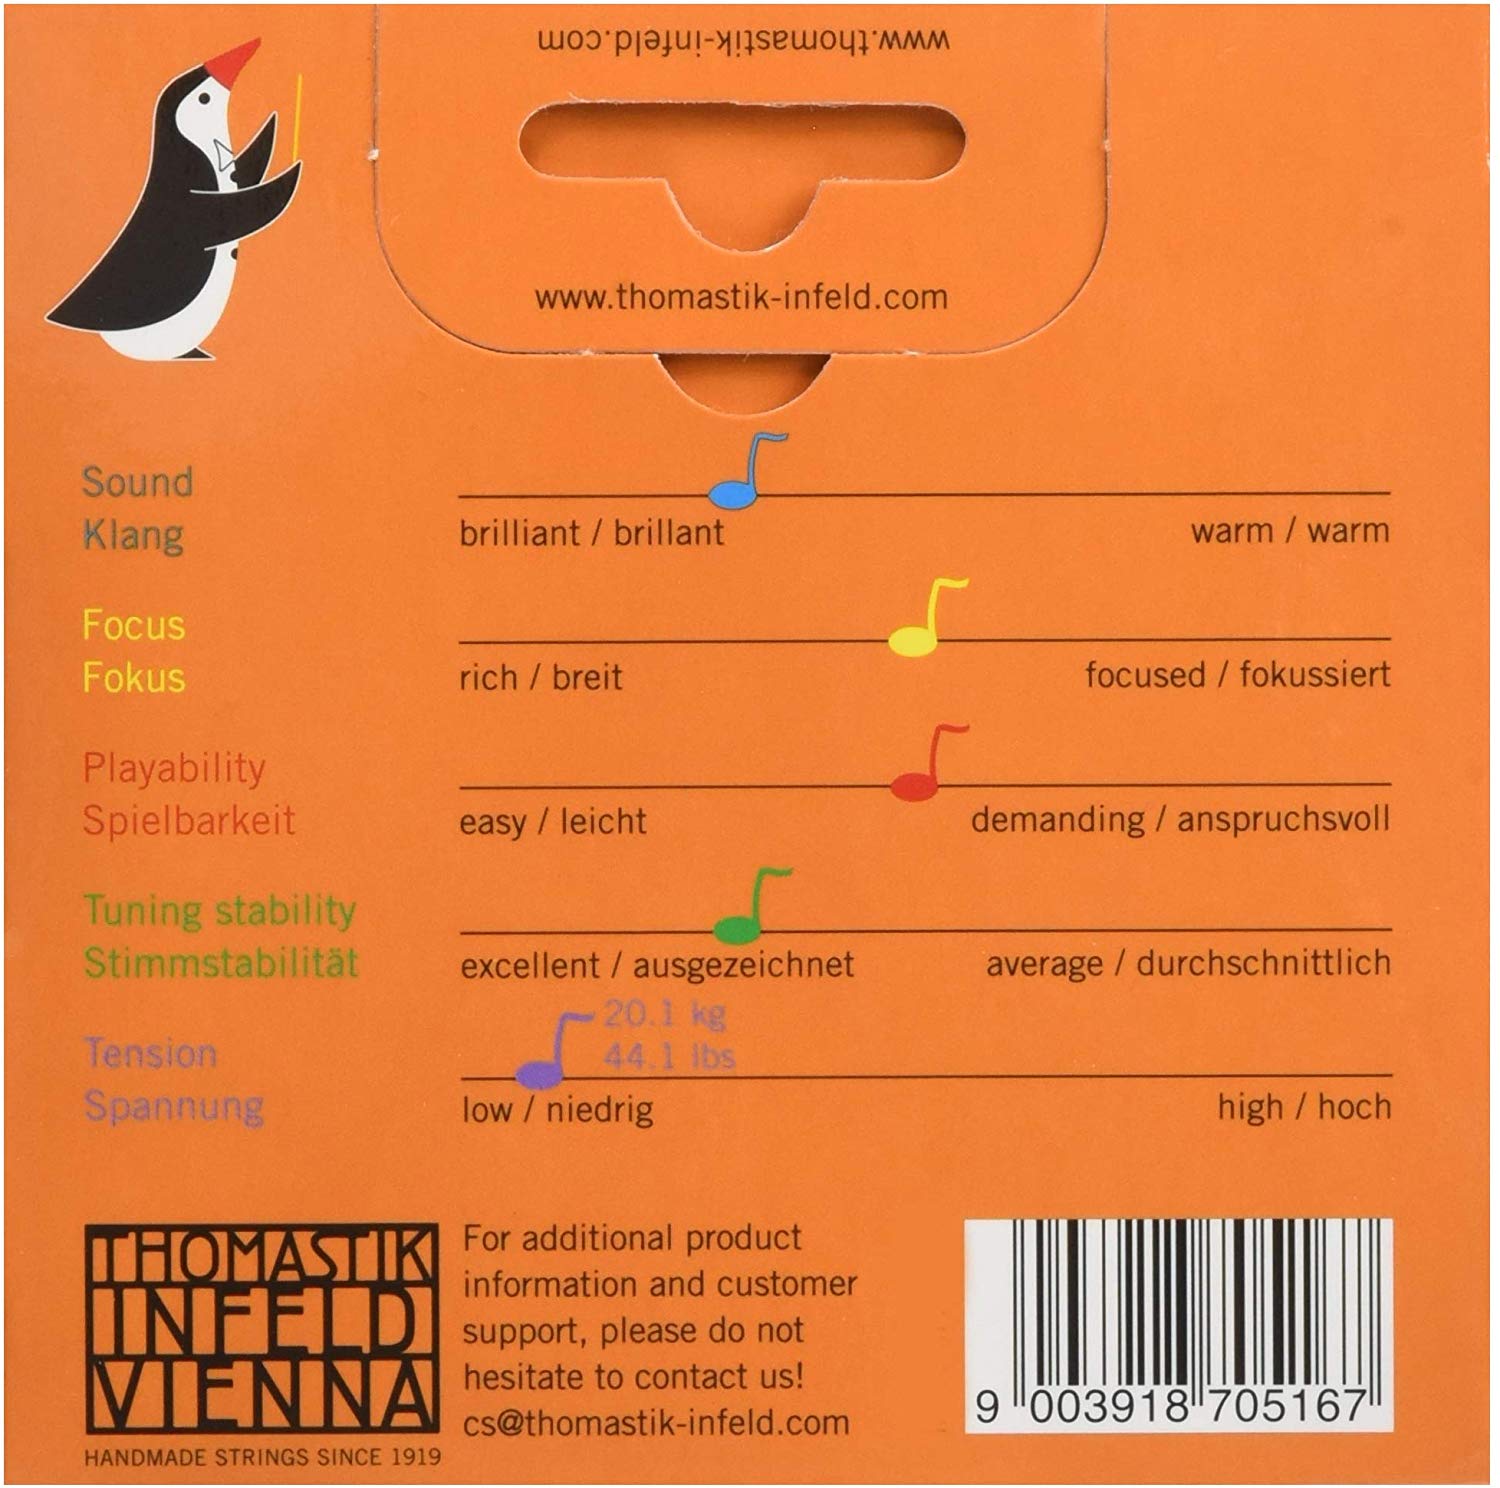 www.thomastik-infeld.com
www.thomastik-infeld.com
Sound
Klang
brilliant / brillant
warm / warm
Focus
Fokus
rich / breit
focused / fokussiert
Playability
Spielbarkeit
easy / leicht
demanding / anspruchsvoll
Tuning stability
Stimmstabilität
excellent / ausgezeichnet
average / durchschnittlich
20.1 kg
44.1 lbs
Tension
Spannung
low / niedrig
high / hoch
THOMASTIK
INFELD
VIENNA
HANDMADE STRINGS SINCE 1919
For additional product
information and customer
support, please do not
hesitate to contact us!
cs@thomastik-infeld.com
9 003918 705167